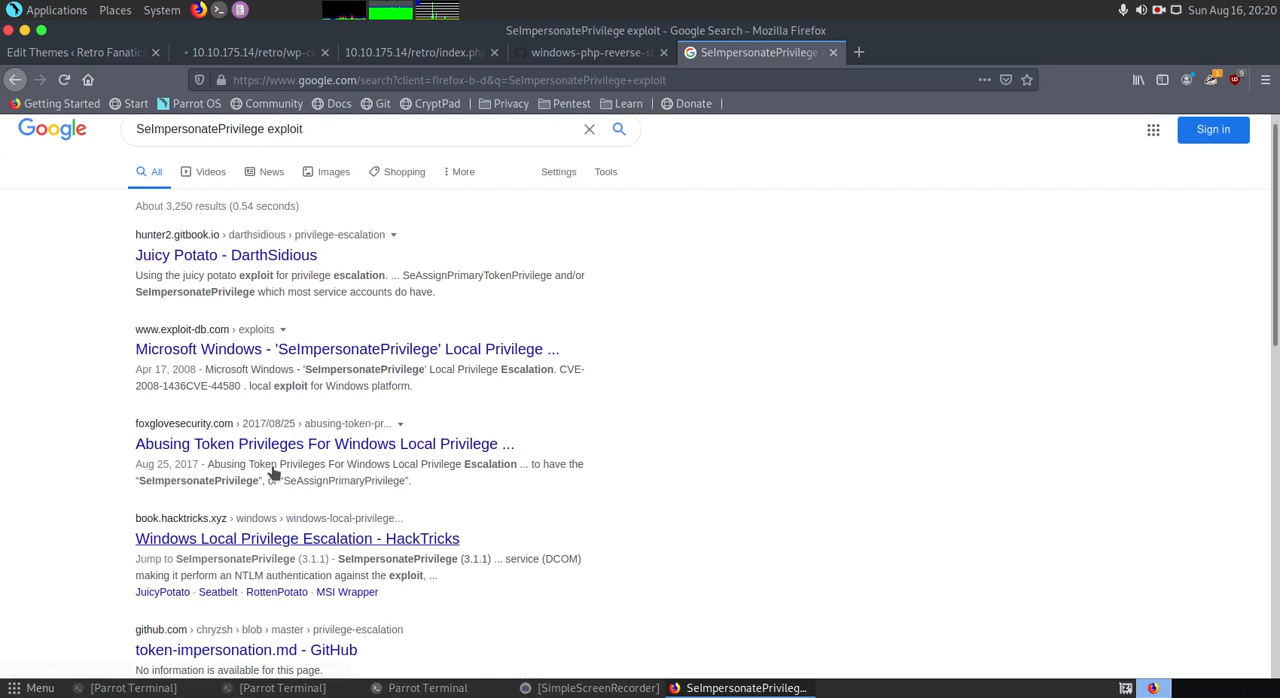 Applications Places System Sun Aug 16, 20:20
SeImpersonatePrivilege exploit - Google Search - Mozilla Firefox
Edit Themes ‹ Retro Fanatic × 10.10.175.14/retro/wp-co × 10.10.175.14/retro/index.php × windows-php-reverse-sh × SeImpersonatePrivilege × +
https://www.google.com/search?client=firefox-b-d&q=SeImpersonatePrivilege+exploit 1 9
Getting Started Start Parrot OS Community Docs Git CryptPad Privacy Pentest Learn Donate
Google SeImpersonatePrivilege exploit Sign in
All Videos News Images Shopping More Settings Tools
About 3,250 results (0.54 seconds)
hunter2.gitbook.io › darthsidious › privilege-escalation
Juicy Potato - DarthSidious
Using the juicy potato exploit for privilege escalation. ... SeAssignPrimaryTokenPrivilege and/or
SeImpersonatePrivilege which most service accounts do have.
www.exploit-db.com › exploits
Microsoft Windows - 'SeImpersonatePrivilege' Local Privilege ...
Apr 17, 2008 - Microsoft Windows - 'SeImpersonatePrivilege' Local Privilege Escalation. CVE-
2008-1436CVE-44580 . local exploit for Windows platform.
foxglovesecurity.com › 2017/08/25 › abusing-token-pr...
Abusing Token Privileges For Windows Local Privilege ...
Aug 25, 2017 - Abusing Token Privileges For Windows Local Privilege Escalation ... to have the
“SeImpersonatePrivilege”, or “SeAssignPrimaryPrivilege”.
book.hacktricks.xyz › windows › windows-local-privilege...
Windows Local Privilege Escalation - HackTricks
Jump to SeImpersonatePrivilege (3.1.1) - SeImpersonatePrivilege (3.1.1) ... service (DCOM)
making it perform an NTLM authentication against the exploit, ...
JuicyPotato · Seatbelt · RottenPotato · MSI Wrapper
github.com › chryzsh › blob › master › privilege-escalation
token-impersonation.md - GitHub
No information is available for this page.
Menu [Parrot Terminal] [Parrot Terminal] Parrot Terminal [SimpleScreenRecorder] SeImpersonatePrivileg...